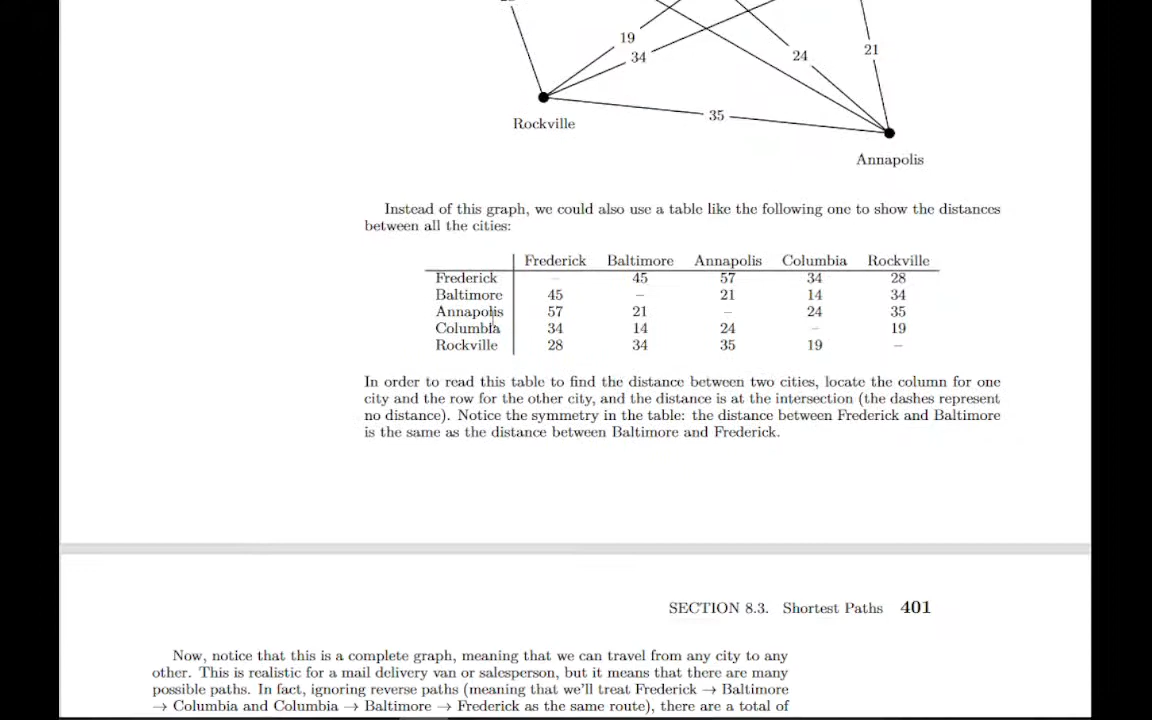 19
34
24
21
35
Rockville
Annapolis
Instead of this graph, we could also use a table like the following one to show the distances
between all the cities:
Frederick Baltimore Annapolis Columbia Rockville
Frederick – 45 57 34 28
Baltimore 45 – 21 14 34
Annapolis 57 21 – 24 35
Columbia 34 14 24 – 19
Rockville 28 34 35 19 –
In order to read this table to find the distance between two cities, locate the column for one
city and the row for the other city, and the distance is at the intersection (the dashes represent
no distance). Notice the symmetry in the table: the distance between Frederick and Baltimore
is the same as the distance between Baltimore and Frederick.
SECTION 8.3. Shortest Paths 401
Now, notice that this is a complete graph, meaning that we can travel from any city to any
other. This is realistic for a mail delivery van or salesperson, but it means that there are many
possible paths. In fact, ignoring reverse paths (meaning that we'll treat Frederick → Baltimore
→ Columbia and Columbia → Baltimore → Frederick as the same route), there are a total of